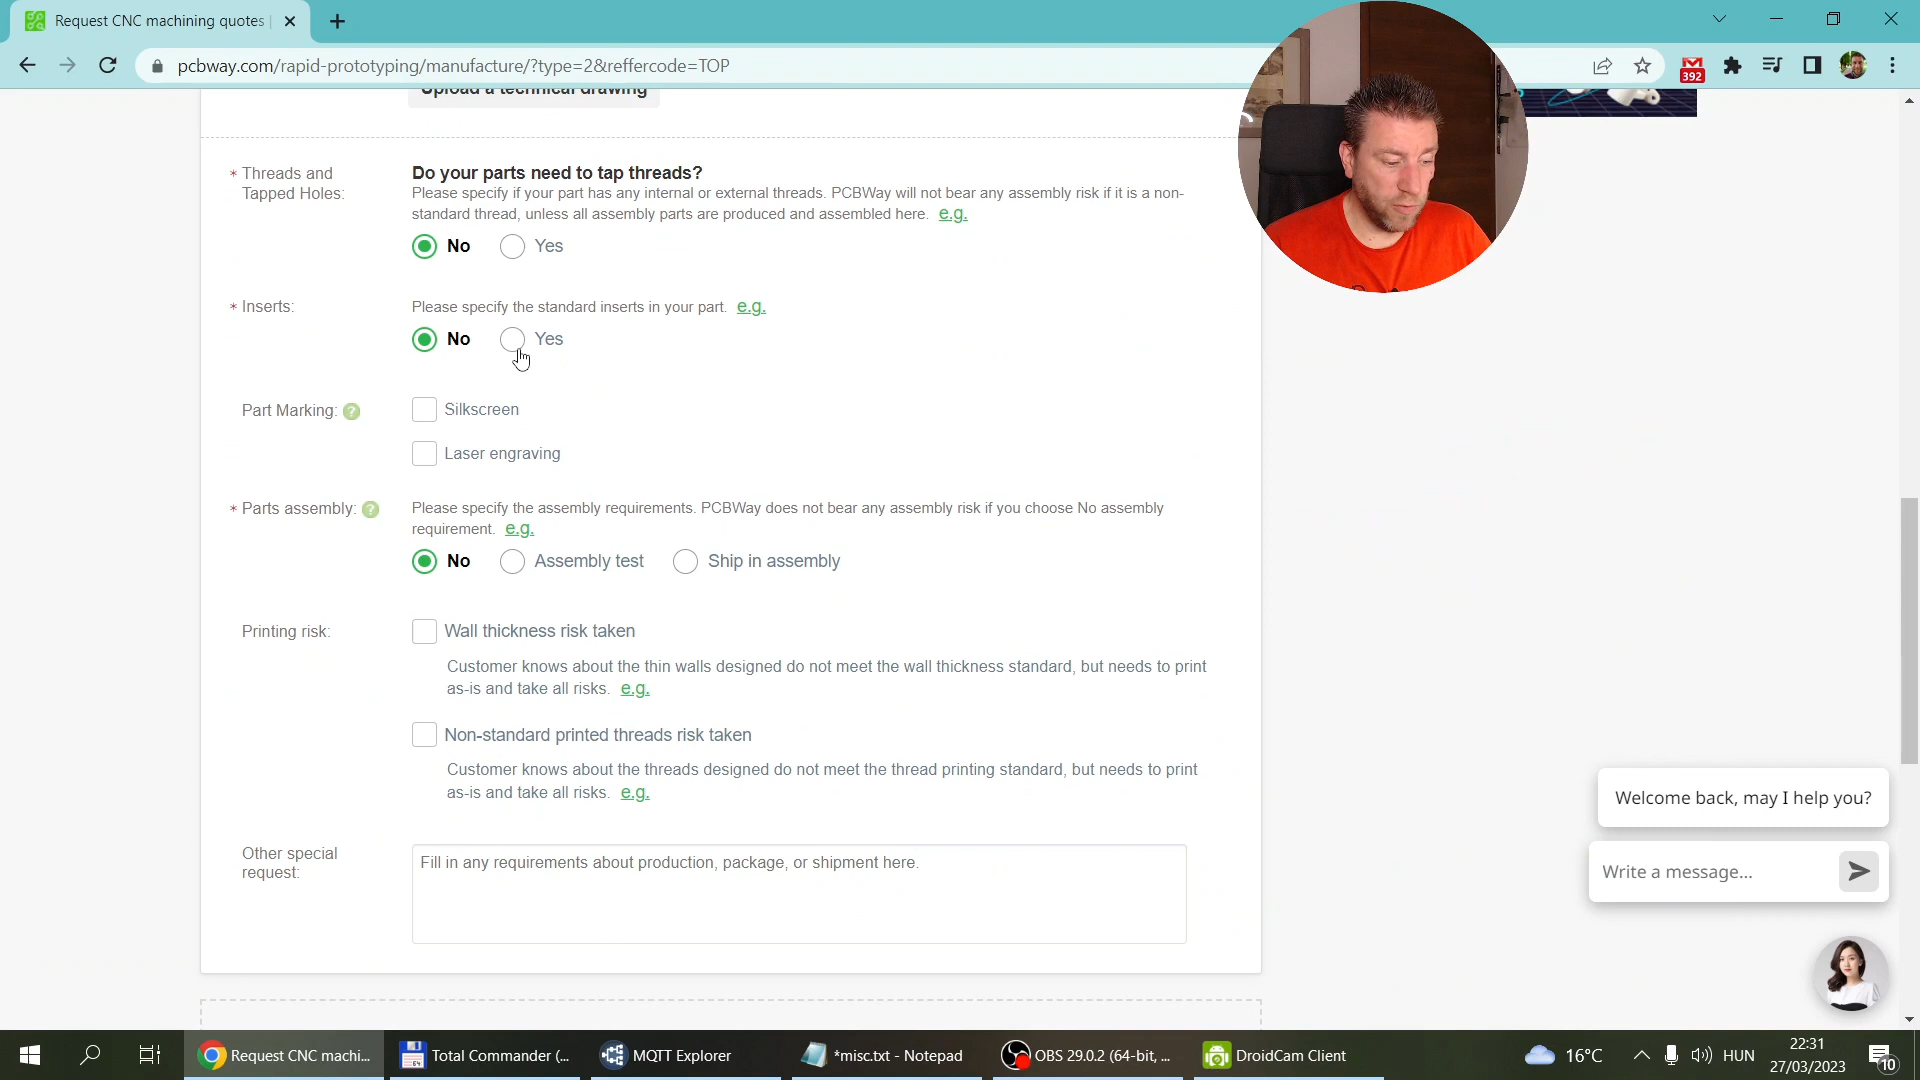 Request CNC machining quotes |
pcbway.com/rapid-prototyping/manufacture/?type=2&reffercode=TOP
392
Upload a technical drawing
* Threads and
Tapped Holes:
Do your parts need to tap threads?
Please specify if your part has any internal or external threads. PCBWay will not bear any assembly risk if it is a non-
standard thread, unless all assembly parts are produced and assembled here. e.g.
No Yes
* Inserts:
Please specify the standard inserts in your part. e.g.
No Yes
Part Marking: ?
Silkscreen
Laser engraving
* Parts assembly: ?
Please specify the assembly requirements. PCBWay does not bear any assembly risk if you choose No assembly
requirement. e.g.
No Assembly test Ship in assembly
Printing risk:
Wall thickness risk taken
Customer knows about the thin walls designed do not meet the wall thickness standard, but needs to print
as-is and take all risks. e.g.
Non-standard printed threads risk taken
Customer knows about the threads designed do not meet the thread printing standard, but needs to print
as-is and take all risks. e.g.
Other special
request:
Fill in any requirements about production, package, or shipment here.
Welcome back, may I help you?
Write a message...
Request CNC machi...
Total Commander (...
MQTT Explorer
*misc.txt - Notepad
OBS 29.0.2 (64-bit, ...
DroidCam Client
16°C
HUN
22:31
27/03/2023
10